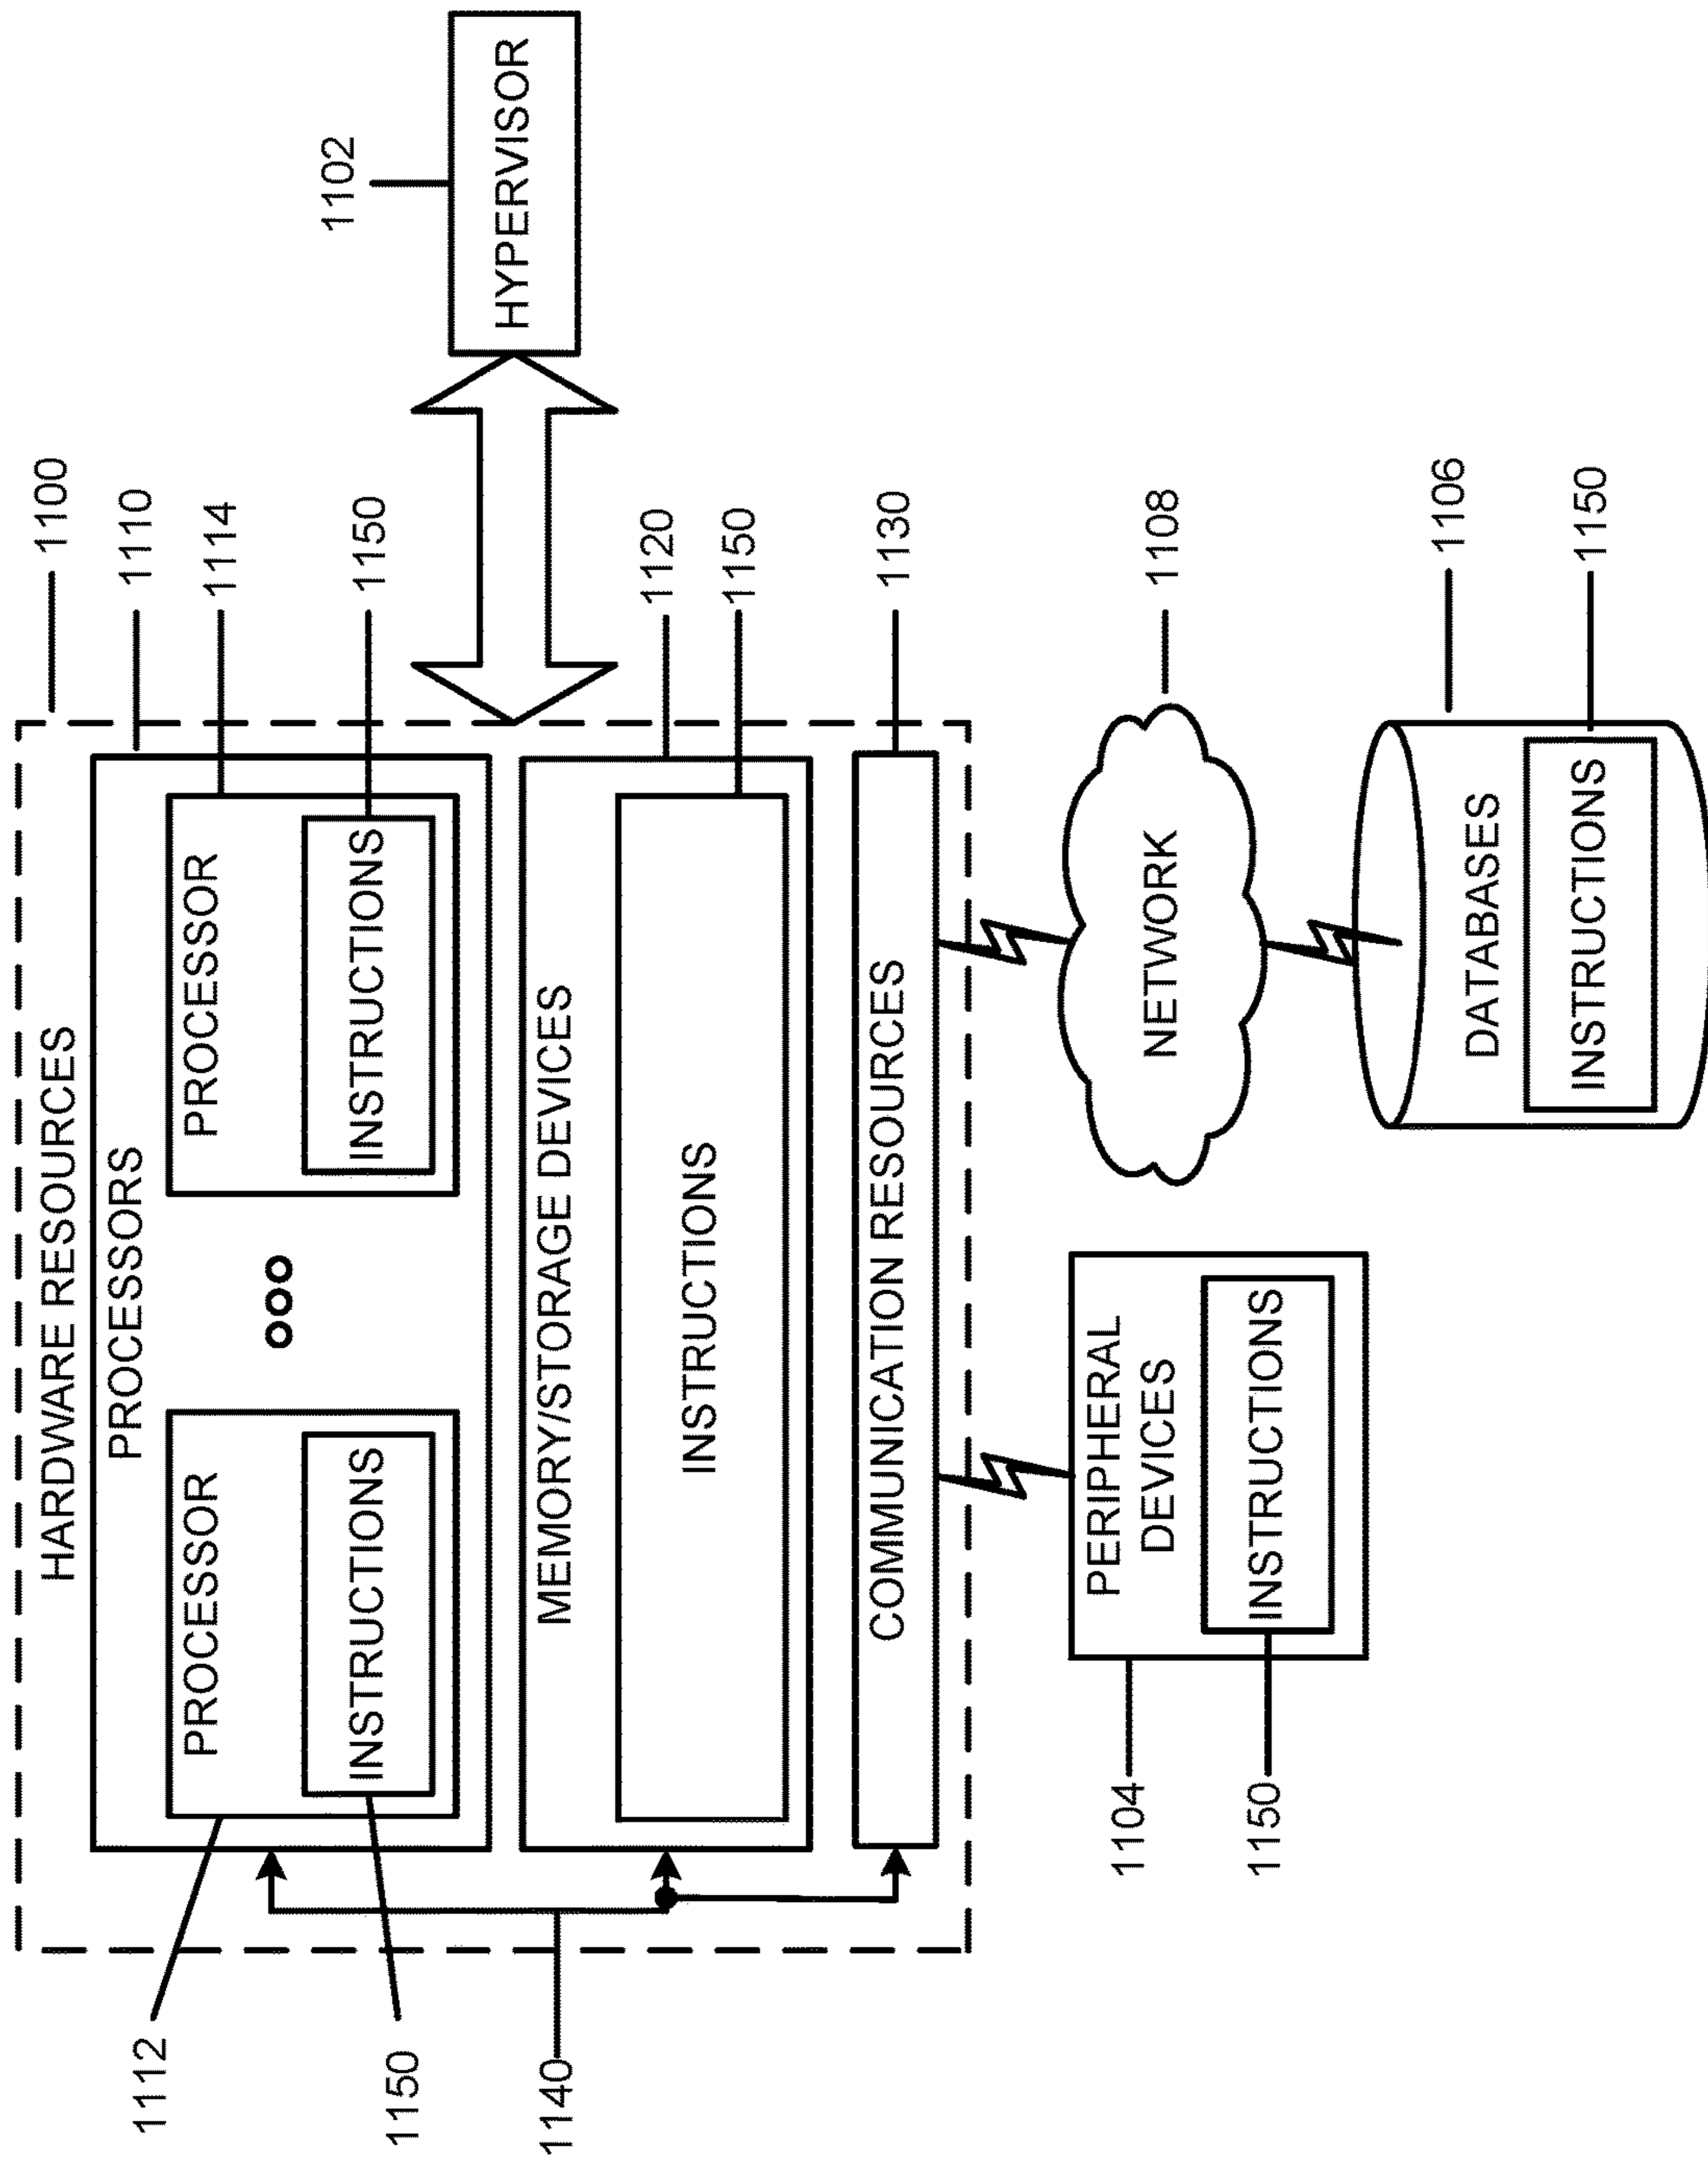 HARDWARE RESOURCES
1100
PROCESSORS
1110
PROCESSOR
PROCESSOR
1114
1112
INSTRUCTIONS
INSTRUCTIONS
1150
1150
1102
HYPERVISOR
1140
MEMORY/STORAGE DEVICES
1120
INSTRUCTIONS
1150
COMMUNICATION RESOURCES
1130
1104
PERIPHERAL
DEVICES
INSTRUCTIONS
1150
NETWORK
1108
DATABASES
1106
INSTRUCTIONS
1150